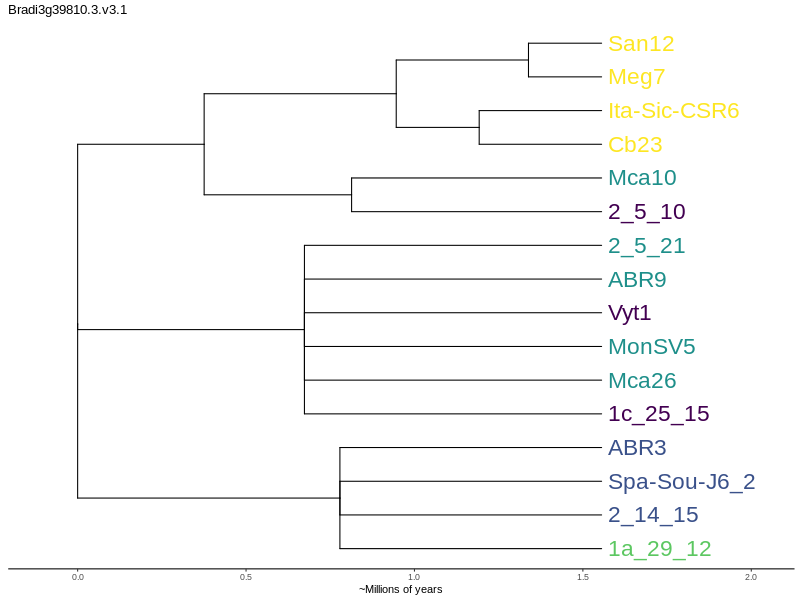 Bradi3g39810.3.v3.1
San12
Meg7
Ita-Sic-CSR6
Cb23
Mca10
2_5_10
2_5_21
ABR9
Vyt1
MonSV5
Mca26
1c_25_15
ABR3
Spa-Sou-J6_2
2_14_15
1a_29_12
0.0 0.5 1.0 1.5 2.0
~Millions of years